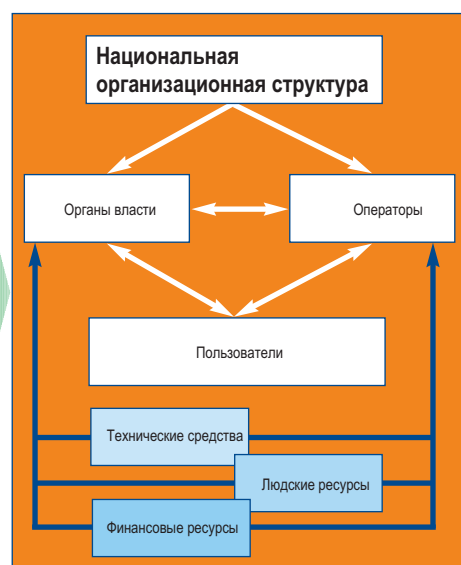 Национальная
организационная структура
Органы власти
Операторы
Пользователи
Технические средства
Людские ресурсы
Финансовые ресурсы